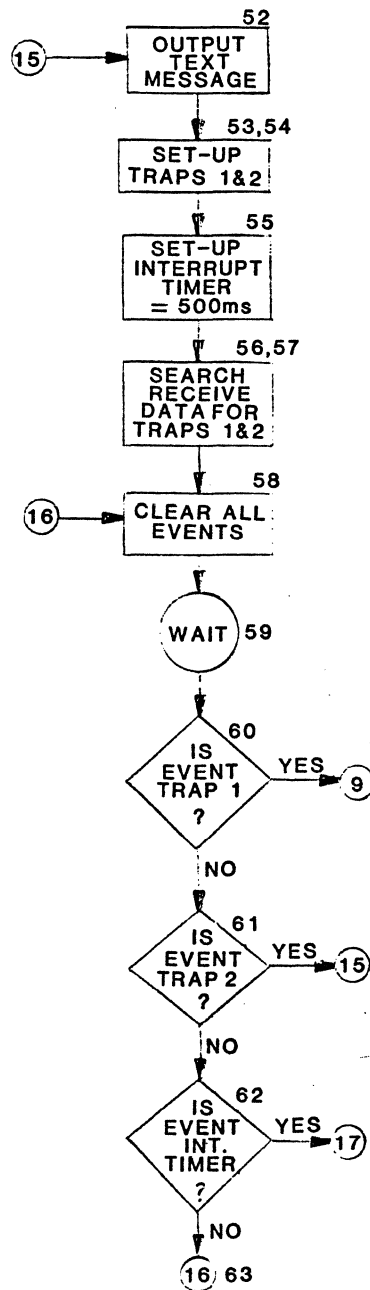 52
15
OUTPUT
TEXT
MESSAGE
53,54
SET-UP
TRAPS 1&2
55
SET-UP
INTERRUPT
TIMER
= 500ms
56,57
SEARCH
RECEIVE
DATA FOR
TRAPS 1&2
58
16
CLEAR ALL
EVENTS
WAIT
59
60
IS
EVENT
TRAP 1
?
YES
9
NO
61
IS
EVENT
TRAP 2
?
YES
15
NO
62
IS
EVENT
INT.
TIMER
?
YES
17
NO
16 63